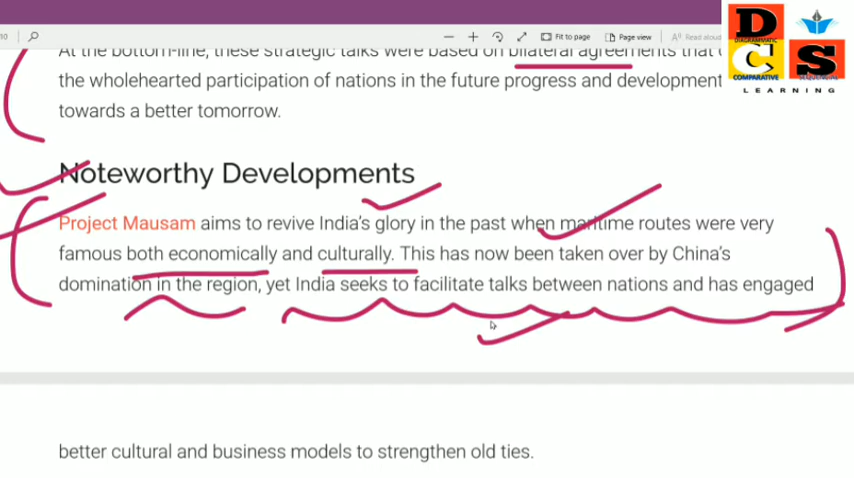 10
Fit to page
Page view
Read aloud
At the bottom-line, these strategic talks were based on bilateral agreements that
the wholehearted participation of nations in the future progress and development
towards a better tomorrow.
Noteworthy Developments
Project Mausam aims to revive India's glory in the past when maritime routes were very
famous both economically and culturally. This has now been taken over by China's
domination in the region, yet India seeks to facilitate talks between nations and has engaged
better cultural and business models to strengthen old ties.
D
DIAGRAMMATIC
C
COMPARATIVE
S
LEARNING